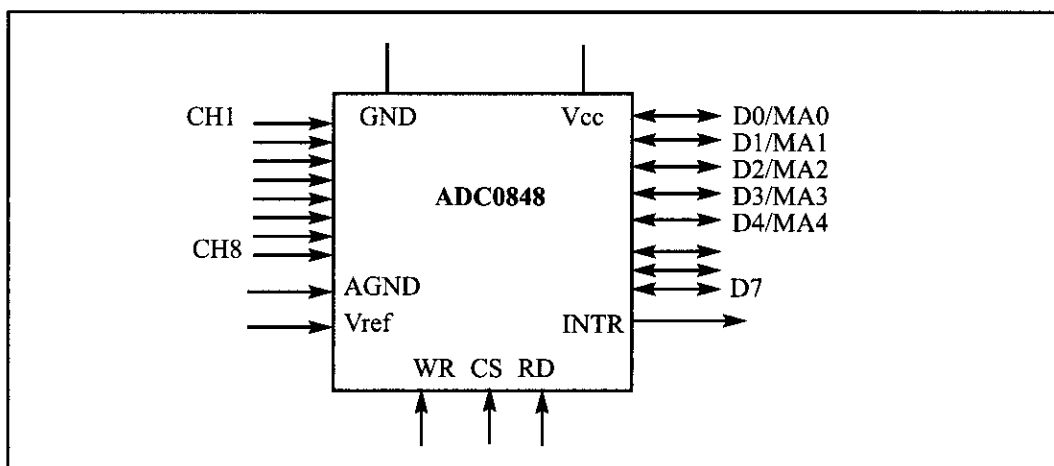 CH1
CH8
GND
Vcc
ADC0848
AGND
Vref
INTR
WR CS RD
D0/MA0
D1/MA1
D2/MA2
D3/MA3
D4/MA4
D7